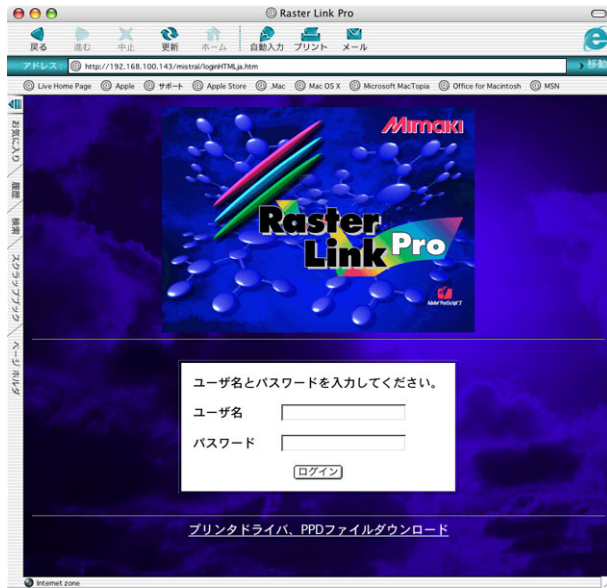 Raster Link Pro
戻る 進む 中止 更新 ホーム 自動入力 プリント メール
アドレス: http://192.168.100.143/mistral/loginHTMLja.htm 移動
Live Home Page Apple サポート Apple Store .Mac Mac OS X Microsoft MacTopia Office for Macintosh MSN
お気に入り
履歴
検索
スクラップブック
ページ ホルダ
Mimaki
Raster
Link Pro
Adobe PostScript 3
ユーザ名とパスワードを入力してください。
ユーザ名
パスワード
ログイン
プリンタドライバ、PPDファイルダウンロード
Internet zone